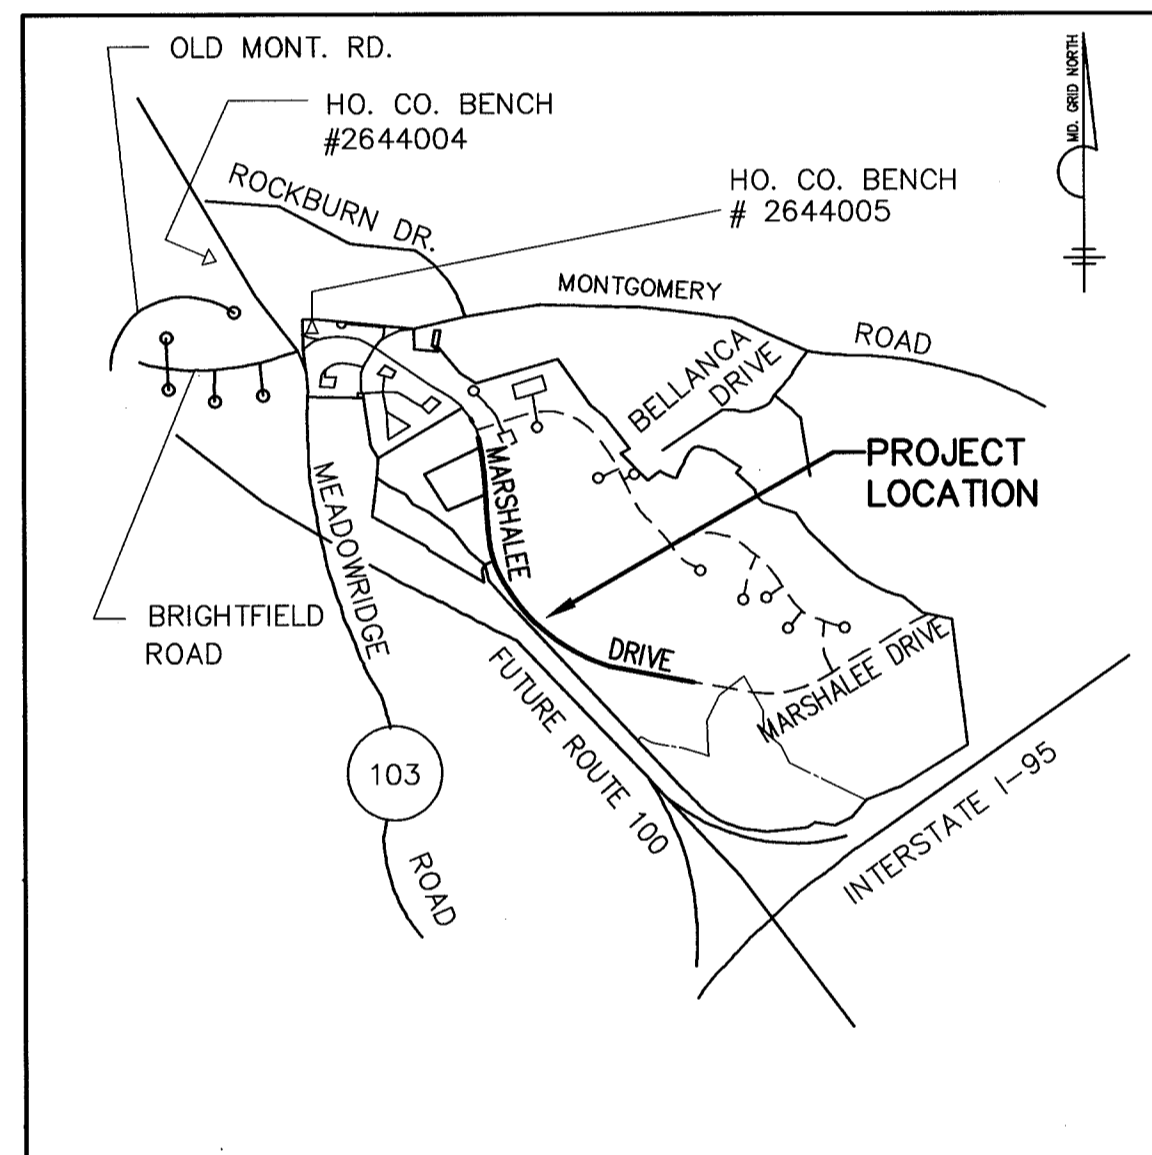 OLD MONT. RD.
HO. CO. BENCH
#2644004
MD. GRID NORTH
ROCKBURN DR.
HO. CO. BENCH
# 2644005
MONTGOMERY
ROAD
BELLANCA
DRIVE
PROJECT
LOCATION
MARSHALEE
MEADOWRIDGE
BRIGHTFIELD
ROAD
DRIVE
MARSHALEE DRIVE
FUTURE ROUTE 100
103
INTERSTATE I-95
ROAD